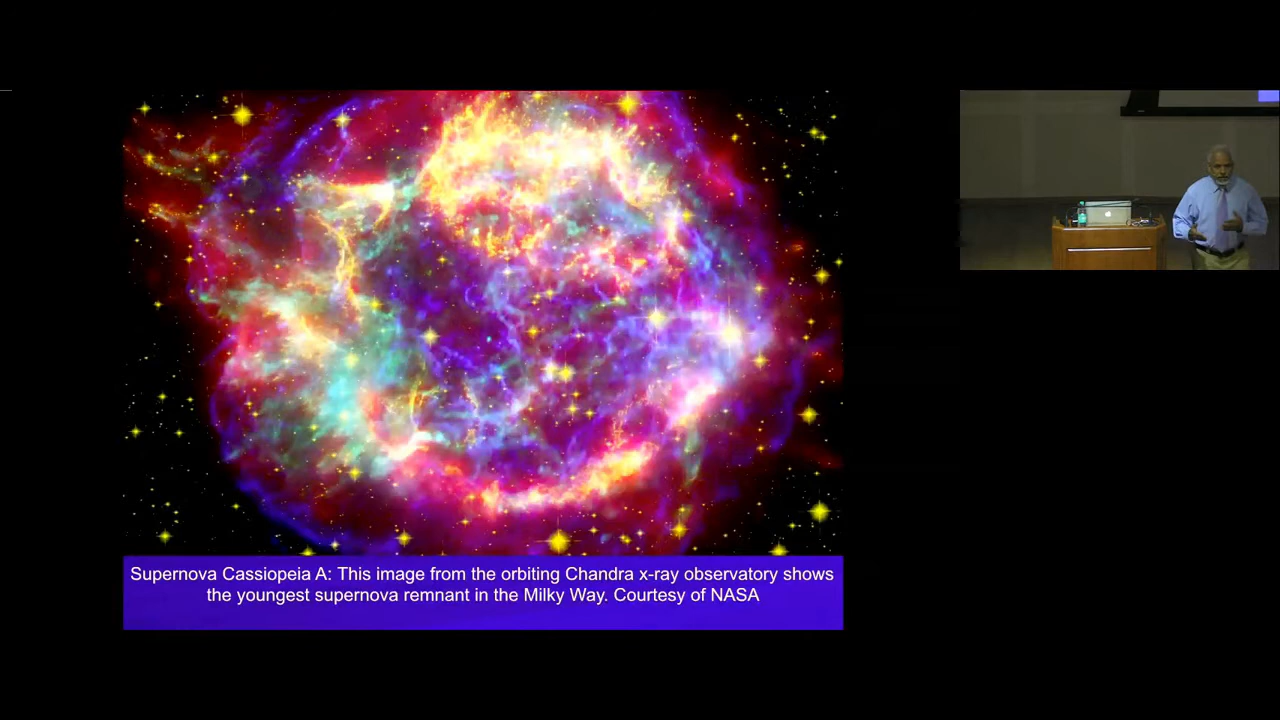 Supernova Cassiopeia A: This image from the orbiting Chandra x-ray observatory shows
the youngest supernova remnant in the Milky Way. Courtesy of NASA